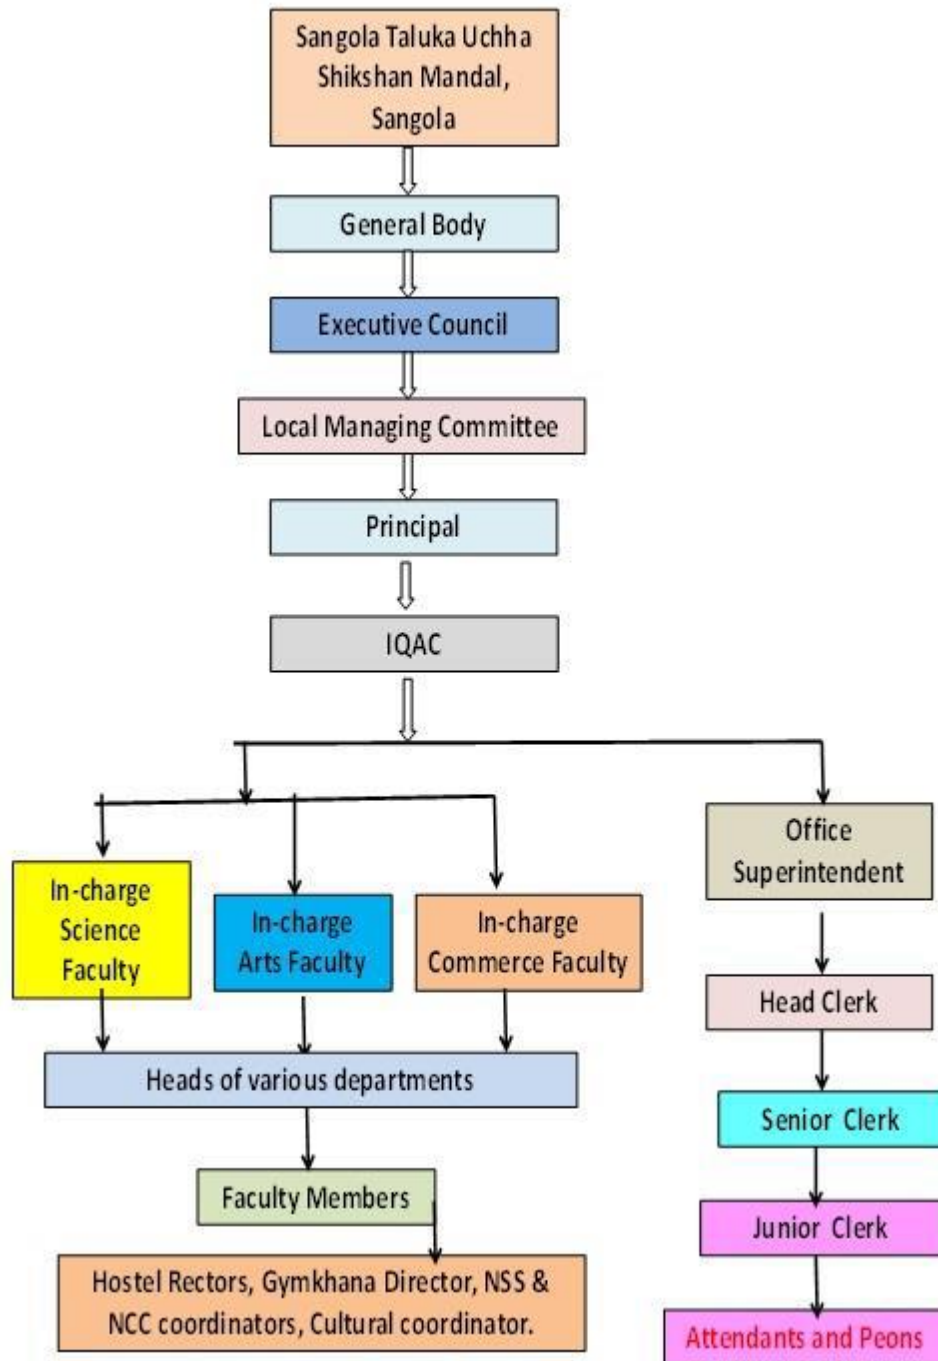 Sangola Taluka Uchha
Shikshan Mandal,
Sangola
General Body
Executive Council
Local Managing Committee
Principal
IQAC
In-charge
Science
Faculty
In-charge
Arts Faculty
In-charge
Commerce Faculty
Heads of various departments
Faculty Members
Hostel Rectors, Gymkhana Director, NSS &
NCC coordinators, Cultural coordinator.
Office
Superintendent
Head Clerk
Senior Clerk
Junior Clerk
Attendants and Peons